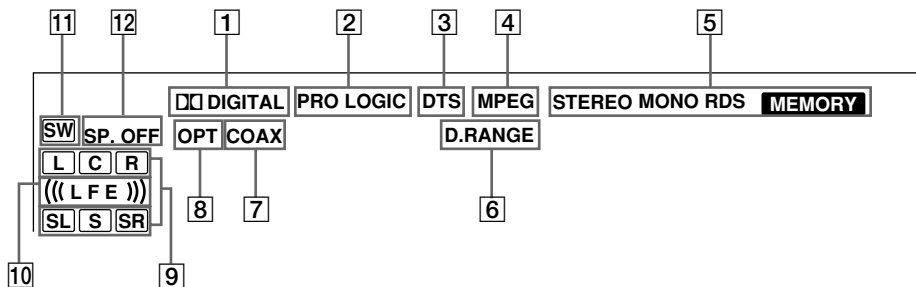 11 12 1 2 3 4 5
DIGITAL PRO LOGIC DTS MPEG STEREO MONO RDS MEMORY
SW SP. OFF OPT COAX D.RANGE
L C R
((( L F E )))
SL S SR
8 7 6
10 9